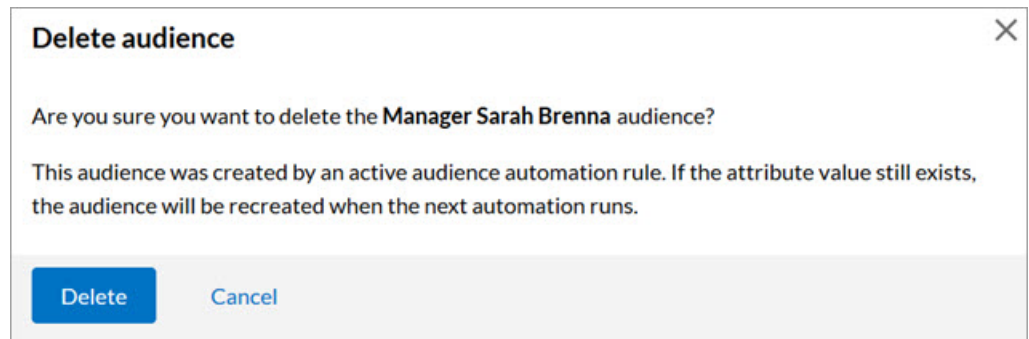 Delete audience
Are you sure you want to delete the Manager Sarah Brenna audience?
This audience was created by an active audience automation rule. If the attribute value still exists,
the audience will be recreated when the next automation runs.
Delete Cancel